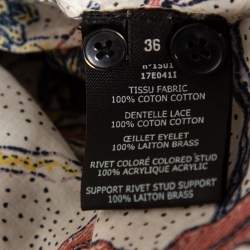 36
n°1501
17E0411
TISSU FABRIC
100% COTON COTTON
DENTELLE LACE
100% COTON COTTON
ŒILLET EYELET
100% LAITON BRASS
RIVET COLORÉ COLORED STUD
100% ACRYLIQUE ACRYLIC
SUPPORT RIVET STUD SUPPORT
100% LAITON BRASS